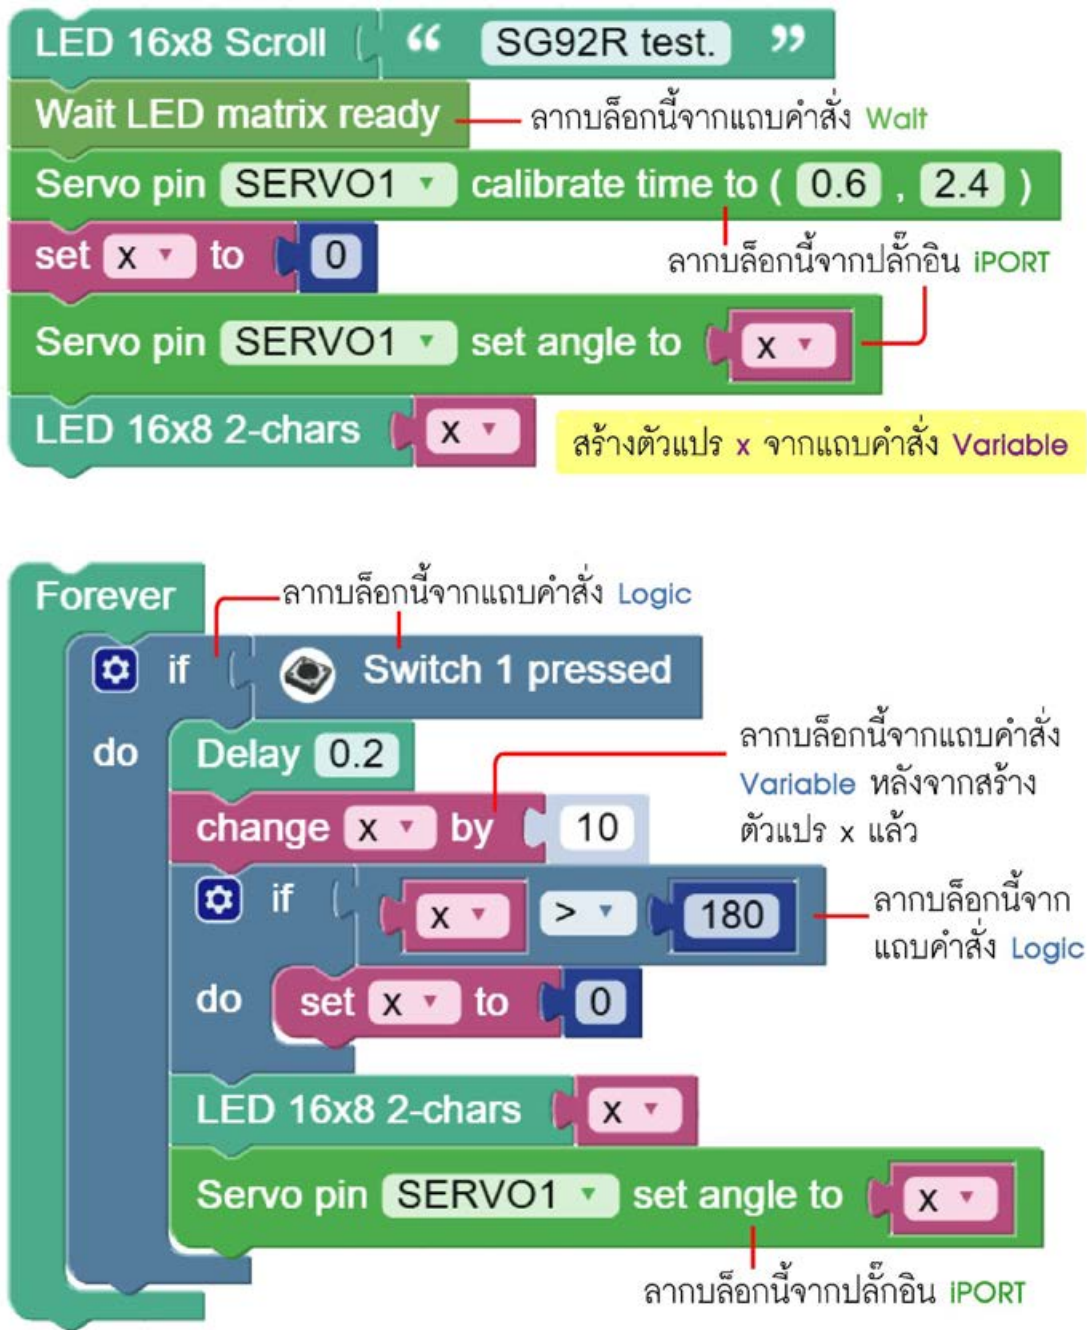 LED 16x8 Scroll “ SG92R test. ”
Wait LED matrix ready
ลากบล็อกนี้จากแถบคำสั่ง Wait
Servo pin SERVO1 calibrate time to ( 0.6 , 2.4 )
set x to 0
ลากบล็อกนี้จากปลั๊กอิน iPORT
Servo pin SERVO1 set angle to x
LED 16x8 2-chars x
สร้างตัวแปร x จากแถบคำสั่ง Variable
Forever
ลากบล็อกนี้จากแถบคำสั่ง Logic
if Switch 1 pressed
do Delay 0.2
ลากบล็อกนี้จากแถบคำสั่ง
Variable หลังจากสร้าง
ตัวแปร x แล้ว
change x by 10
if x > 180
ลากบล็อกนี้จาก
แถบคำสั่ง Logic
do set x to 0
LED 16x8 2-chars x
Servo pin SERVO1 set angle to x
ลากบล็อกนี้จากปลั๊กอิน iPORT